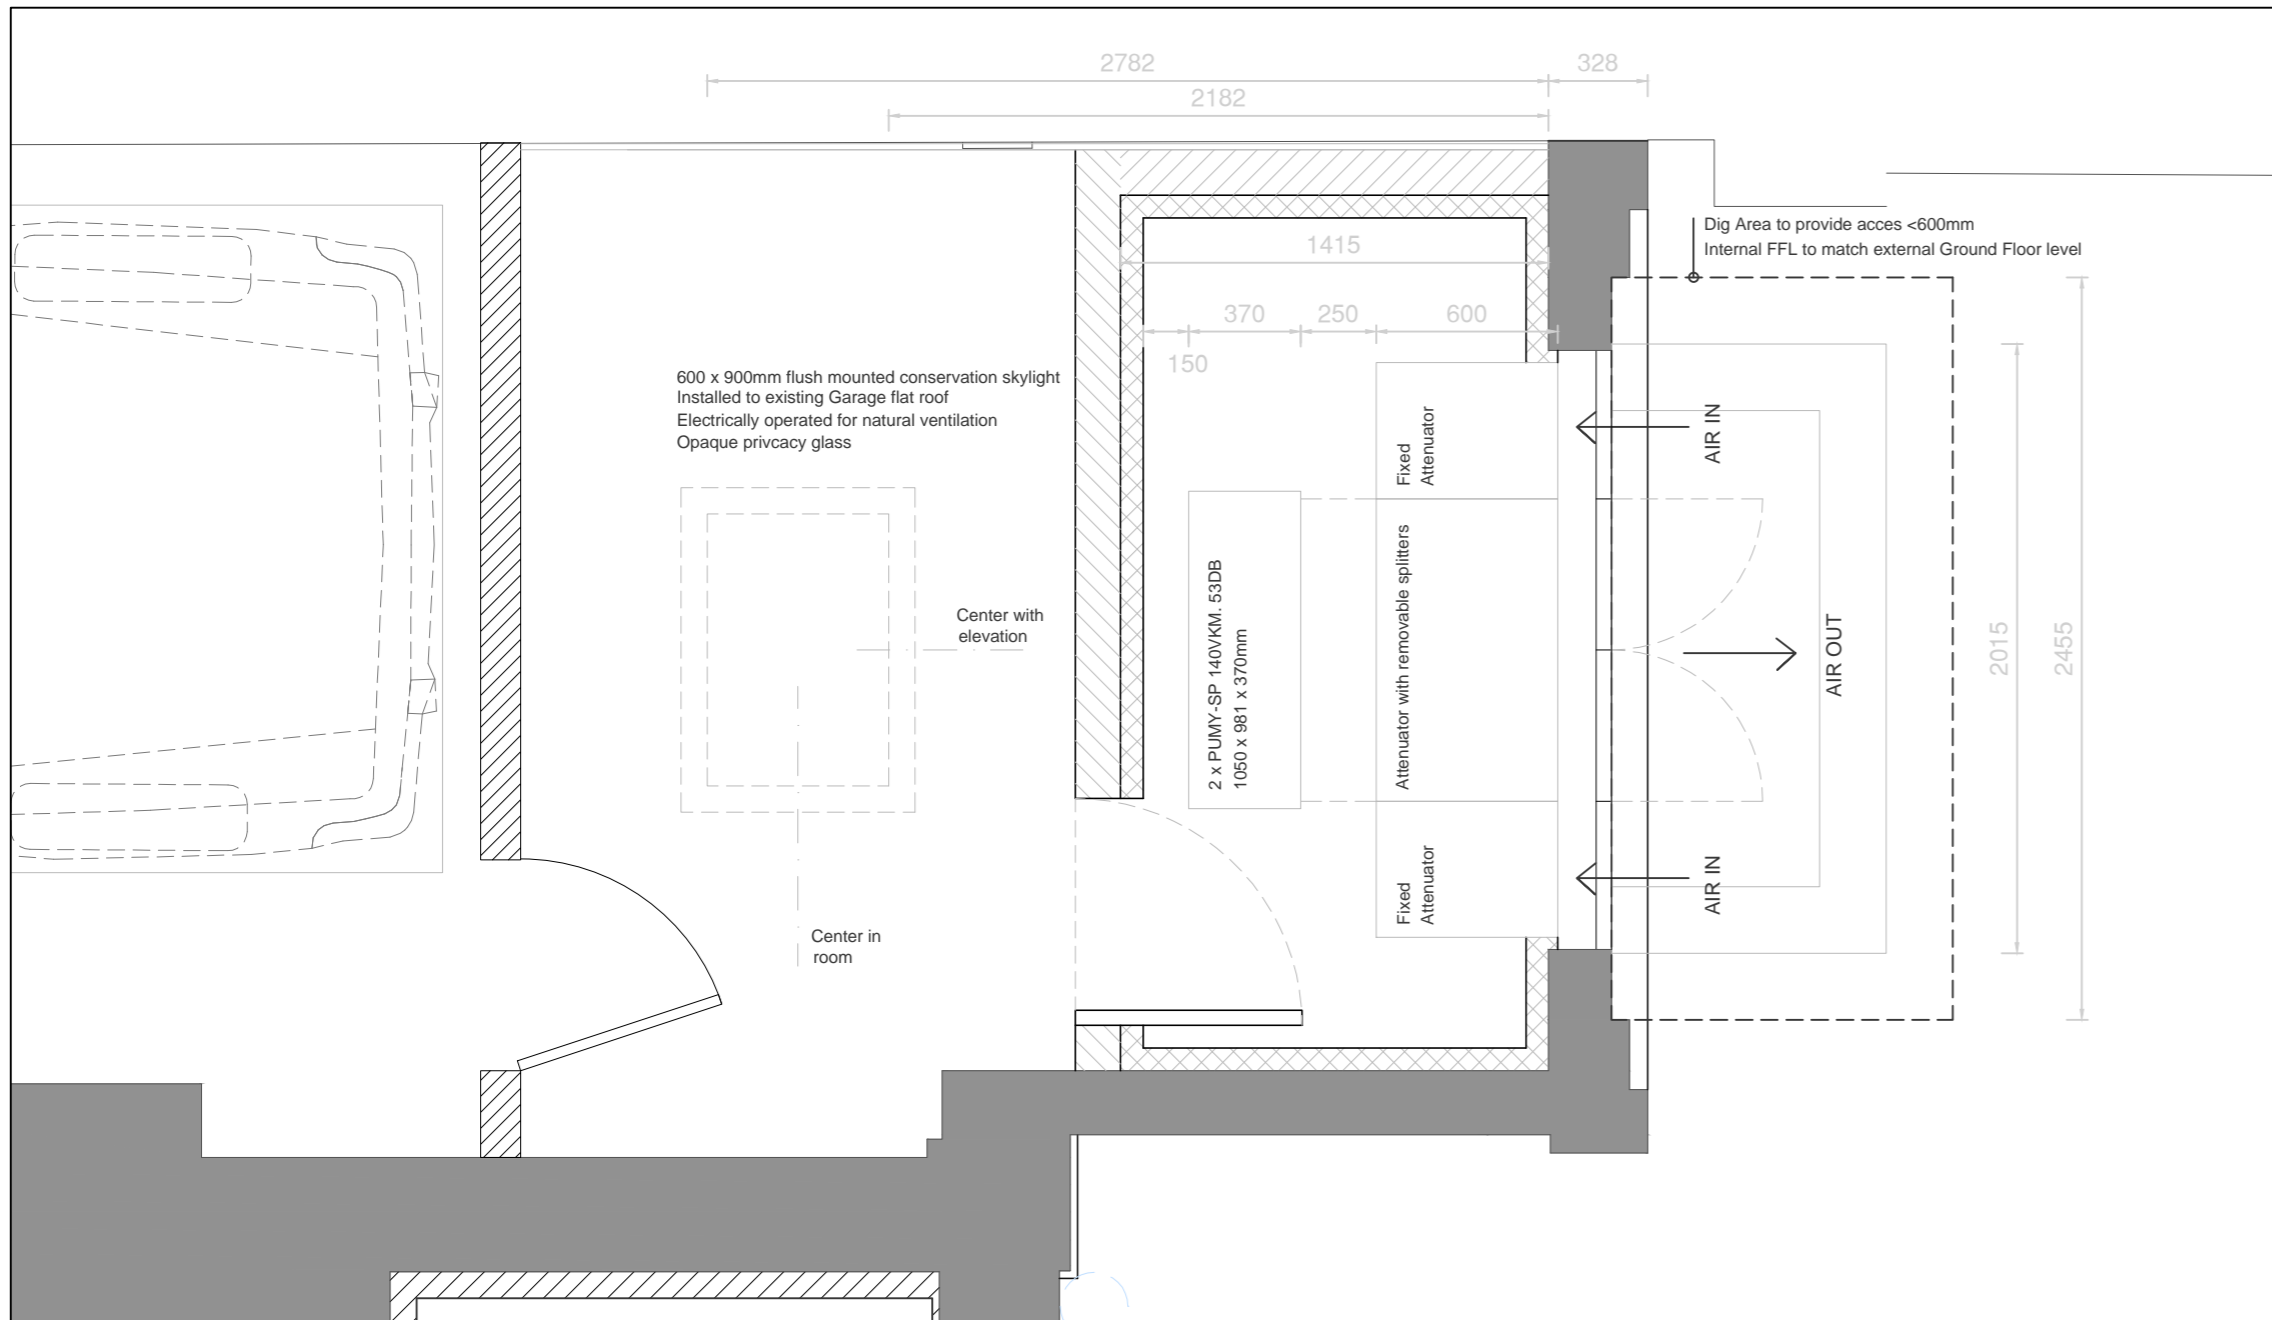 2782
328
2182
Dig Area to provide acces <600mm
Internal FFL to match external Ground Floor level
1415
370
250
600
150
600 x 900mm flush mounted conservation skylight
Installed to existing Garage flat roof
Electrically operated for natural ventilation
Opaque privcacy glass
Fixed
Attenuator
AIR IN
2 x PUMY-SP 140VKM. 53DB
1050 x 981 x 370mm
Attenuator with removable splitters
Center with
elevation
AIR OUT
2015
2455
Fixed
Attenuator
AIR IN
Center in
room